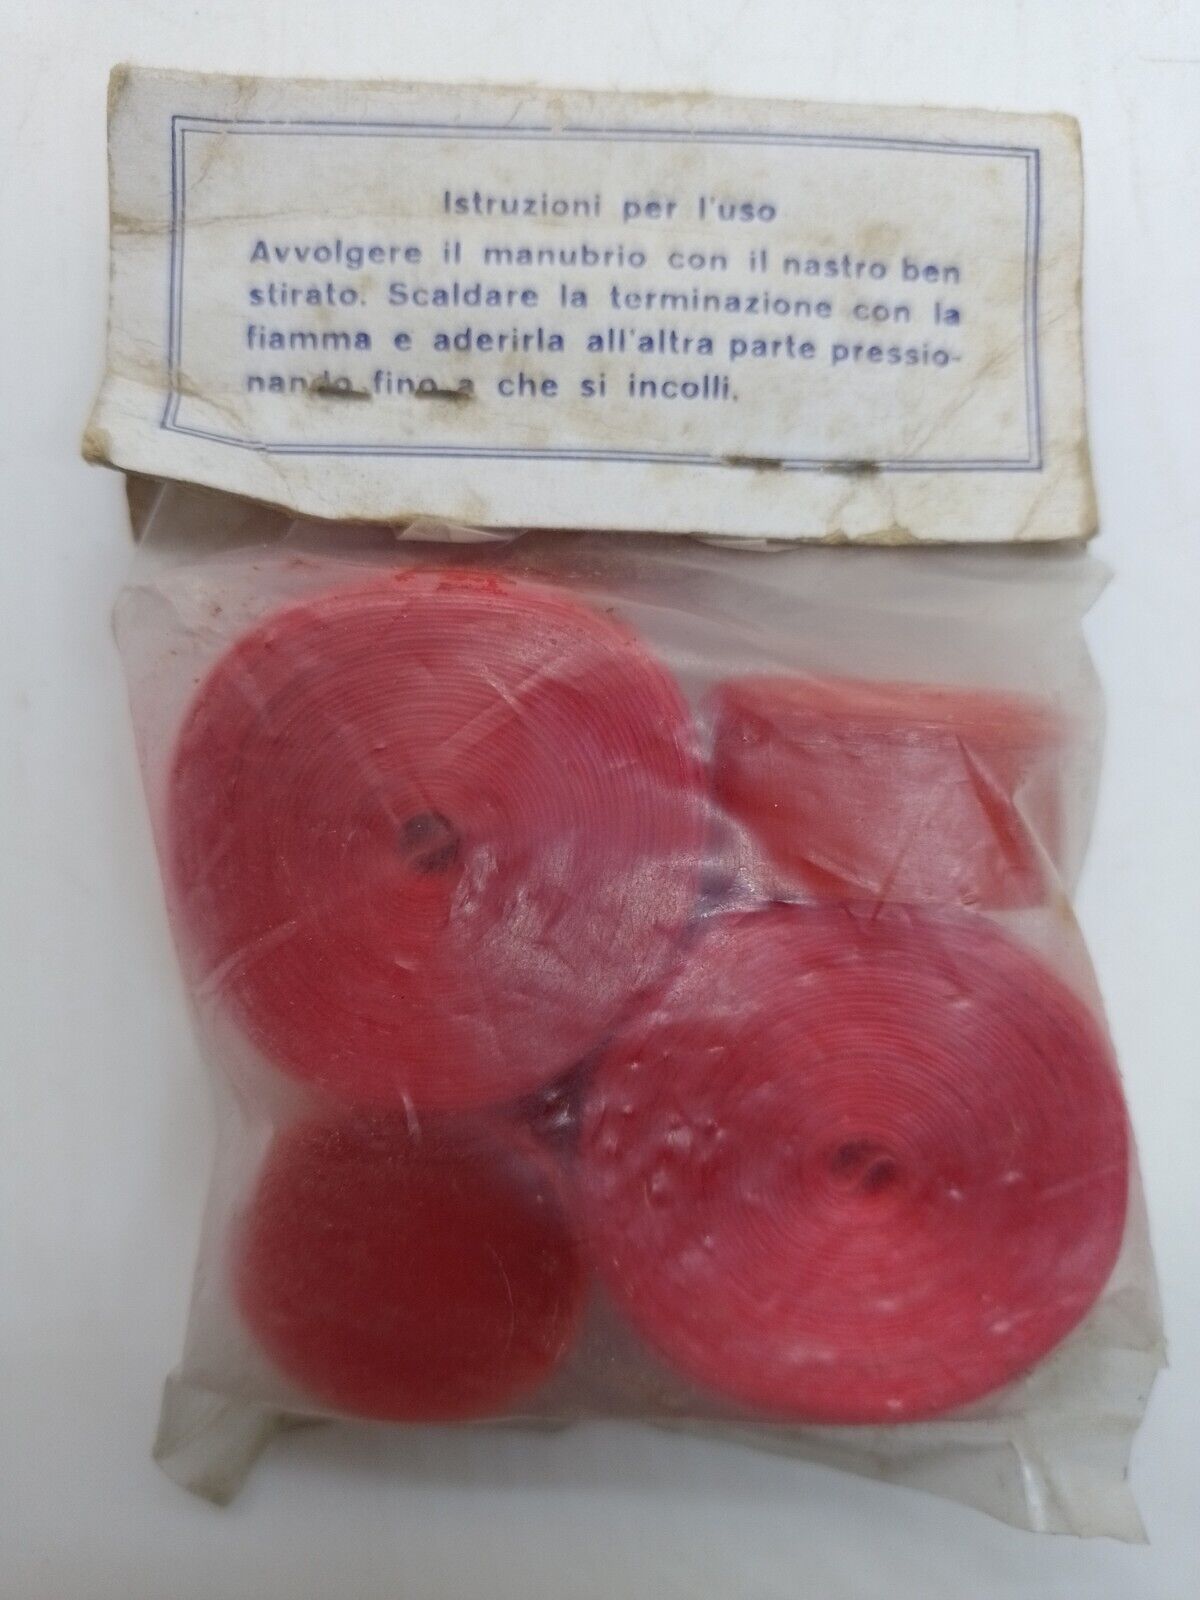 Istruzioni per l'uso
Avvolgere il manubrio con il nastro ben
stirato. Scaldare la terminazione con la
fiamma e aderirla all'altra parte pressio-
nando fino a che si incolli.